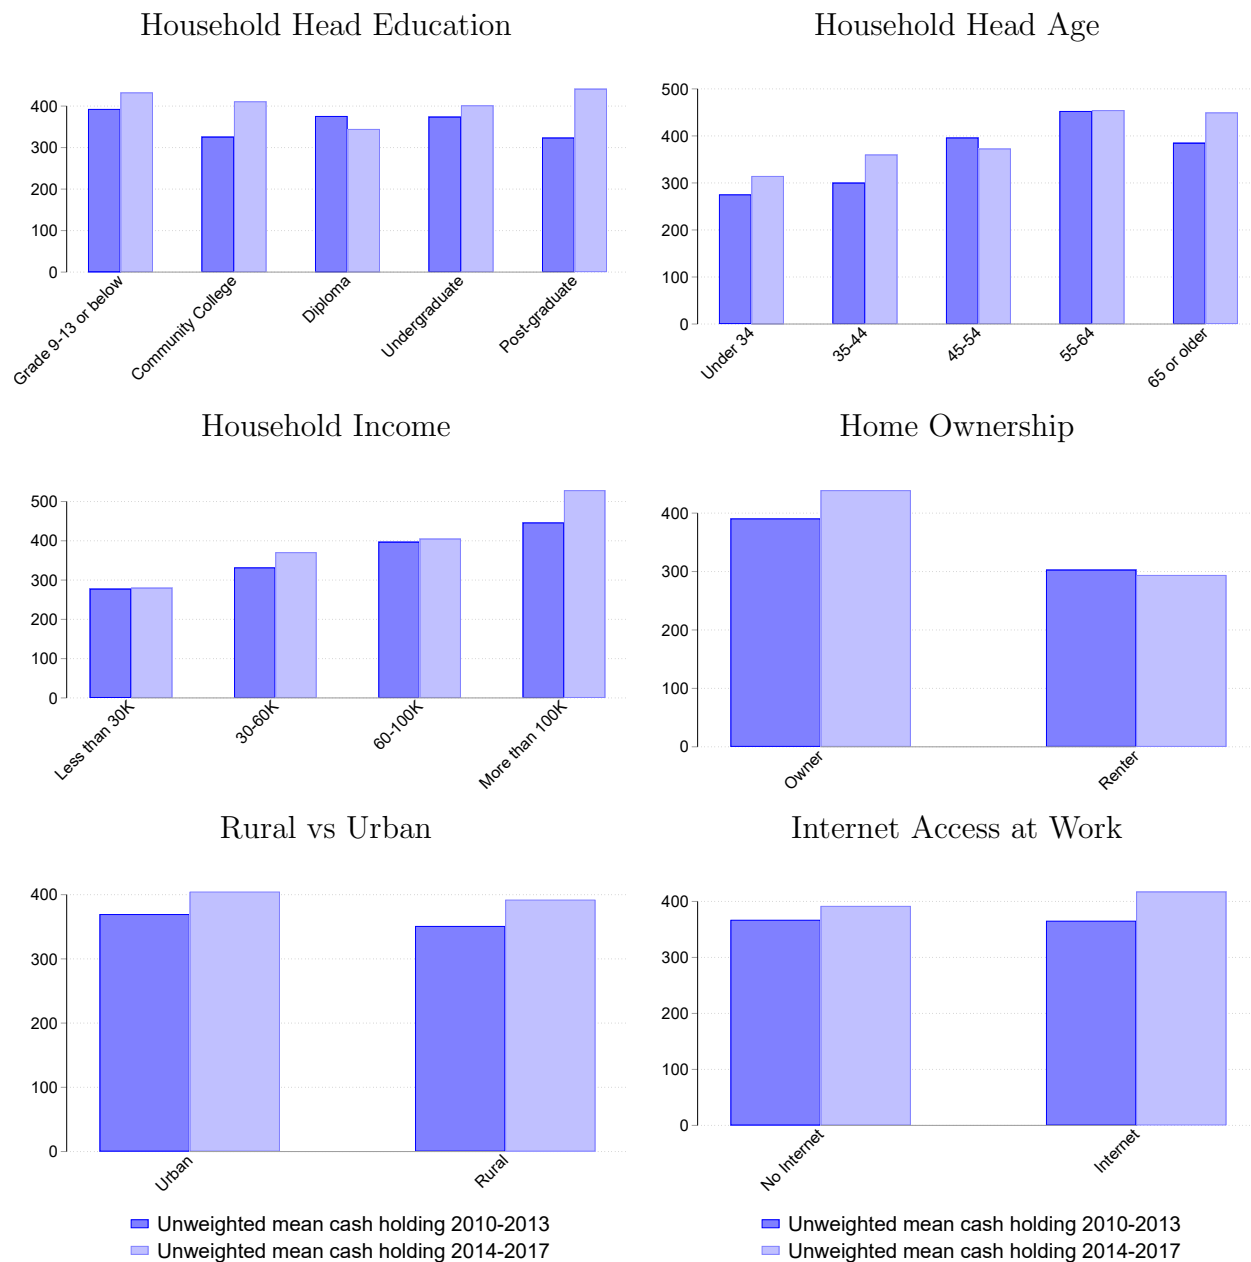 Household Head Education
400
300
200
100
0
Grade 9-13 or below
Community College
Diploma
Undergraduate
Post-graduate
Household Head Age
500
400
300
200
100
0
Under 34
35-44
45-54
55-64
65 or older
Household Income
500
400
300
200
100
0
Less than 30K
30-60K
60-100K
More than 100K
Home Ownership
400
300
200
100
0
Owner
Renter
Rural vs Urban
400
300
200
100
0
Urban
Rural
Unweighted mean cash holding 2010-2013
Unweighted mean cash holding 2014-2017
Internet Access at Work
400
300
200
100
0
No Internet
Internet
Unweighted mean cash holding 2010-2013
Unweighted mean cash holding 2014-2017